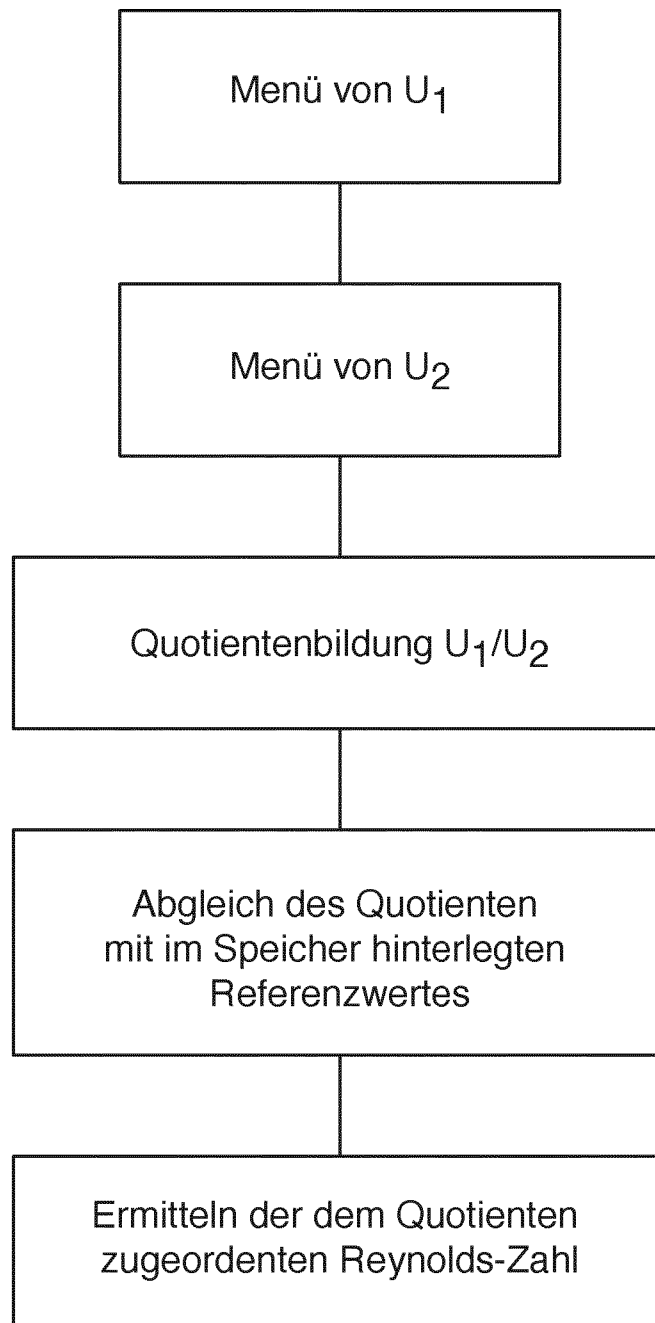 Menü von U₁
Menü von U₂
Quotientenbildung U₁/U₂
Abgleich des Quotienten
mit im Speicher hinterlegten
Referenzwertes
Ermitteln der dem Quotienten
zugeordenten Reynolds-Zahl